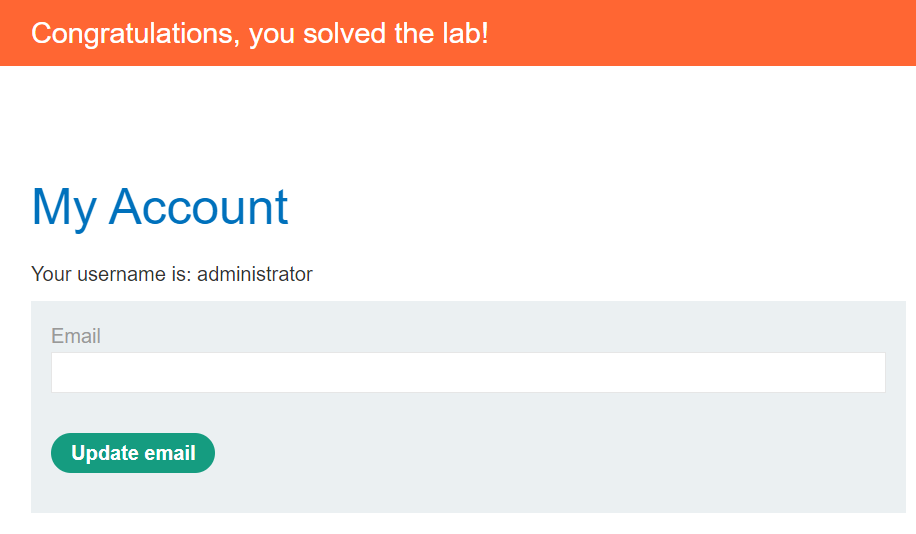 Congratulations, you solved the lab!
My Account
Your username is: administrator
Email
Update email